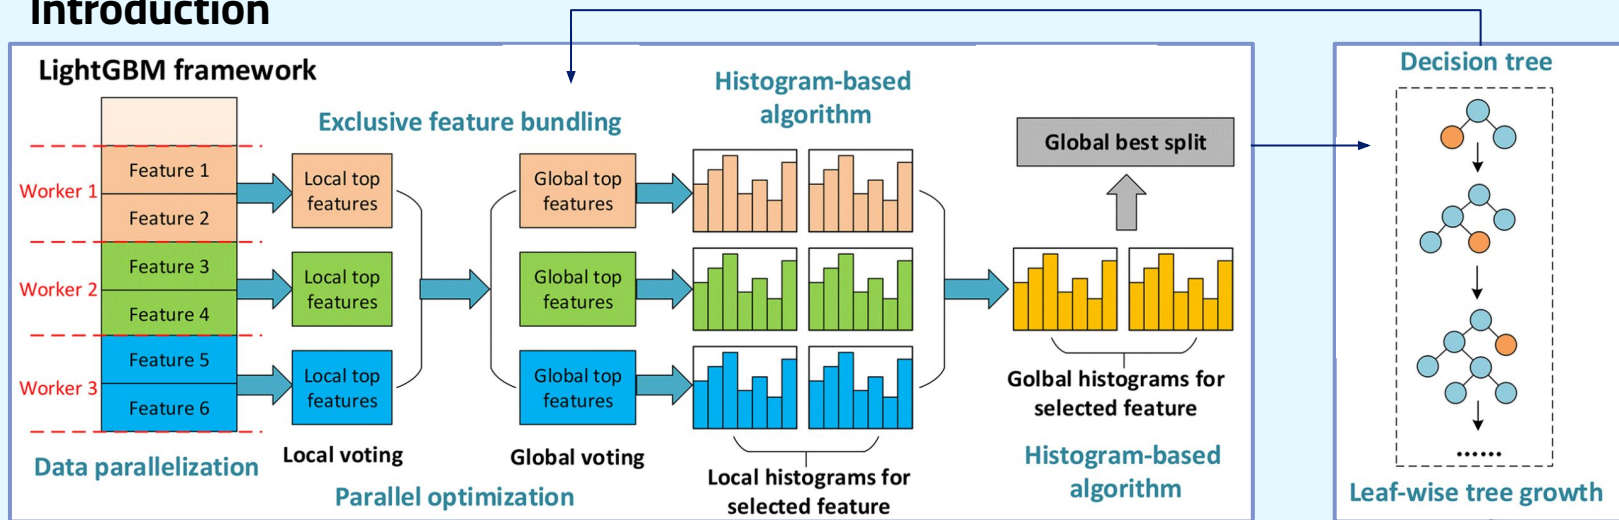 Introduction
LightGBM framework
Exclusive feature bundling
Histogram-based
algorithm
Worker 1
Worker 2
Worker 3
Feature 1
Feature 2
Feature 3
Feature 4
Feature 5
Feature 6
Local top
features
Local top
features
Local top
features
Global top
features
Global top
features
Global top
features
Data parallelization
Local voting
Global voting
Parallel optimization
Local histograms for
selected feature
Global best split
Golbal histograms for
selected feature
Histogram-based
algorithm
Decision tree
......
Leaf-wise tree growth